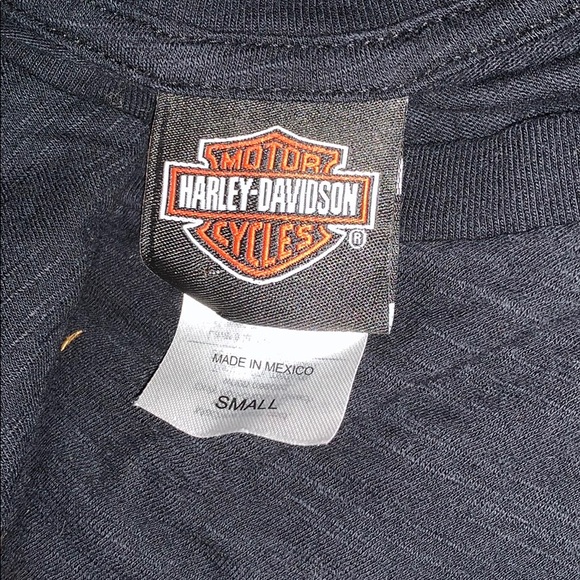 MOTOR
HARLEY-DAVIDSON
CYCLES
®
MADE IN MEXICO
SMALL